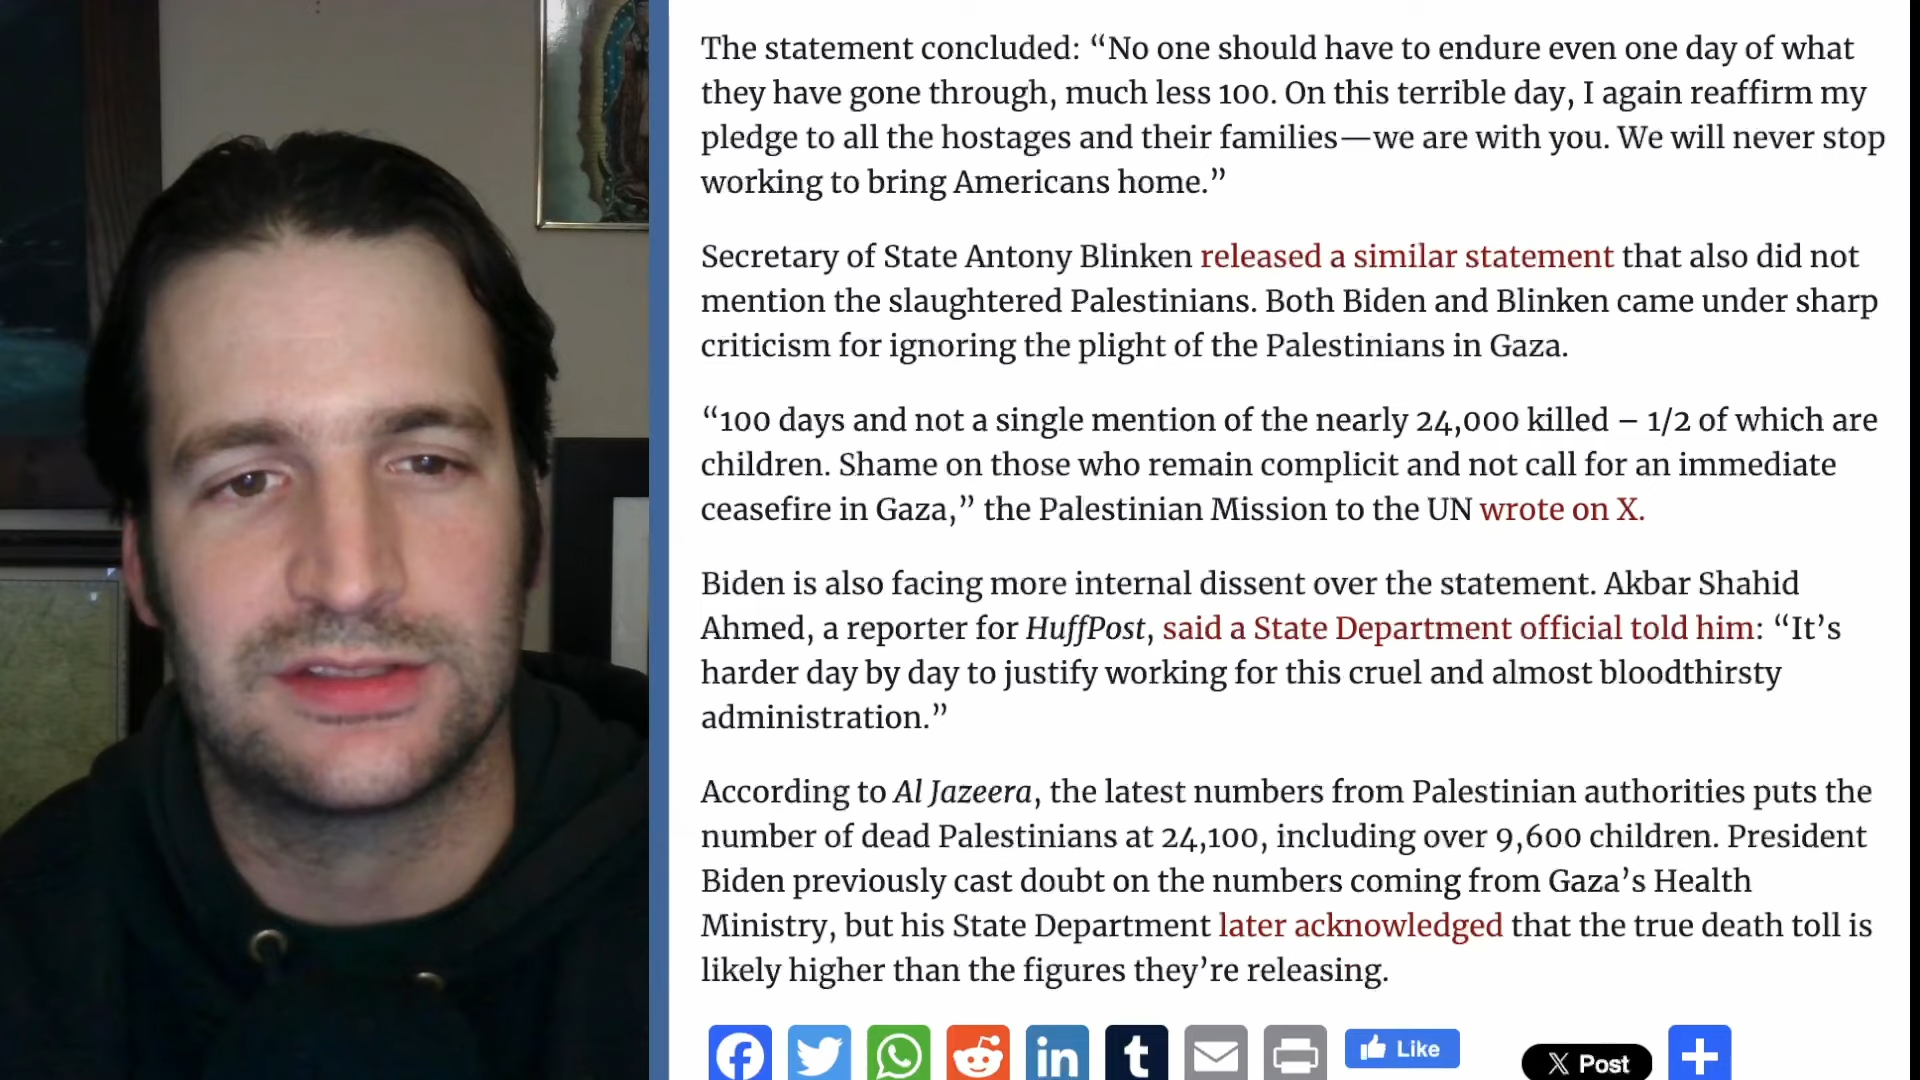 The statement concluded: “No one should have to endure even one day of what
they have gone through, much less 100. On this terrible day, I again reaffirm my
pledge to all the hostages and their families—we are with you. We will never stop
working to bring Americans home.”
Secretary of State Antony Blinken released a similar statement that also did not
mention the slaughtered Palestinians. Both Biden and Blinken came under sharp
criticism for ignoring the plight of the Palestinians in Gaza.
“100 days and not a single mention of the nearly 24,000 killed – 1/2 of which are
children. Shame on those who remain complicit and not call for an immediate
ceasefire in Gaza,” the Palestinian Mission to the UN wrote on X.
Biden is also facing more internal dissent over the statement. Akbar Shahid
Ahmed, a reporter for HuffPost, said a State Department official told him: “It’s
harder day by day to justify working for this cruel and almost bloodthirsty
administration.”
According to Al Jazeera, the latest numbers from Palestinian authorities puts the
number of dead Palestinians at 24,100, including over 9,600 children. President
Biden previously cast doubt on the numbers coming from Gaza’s Health
Ministry, but his State Department later acknowledged that the true death toll is
likely higher than the figures they’re releasing.
Like
X Post